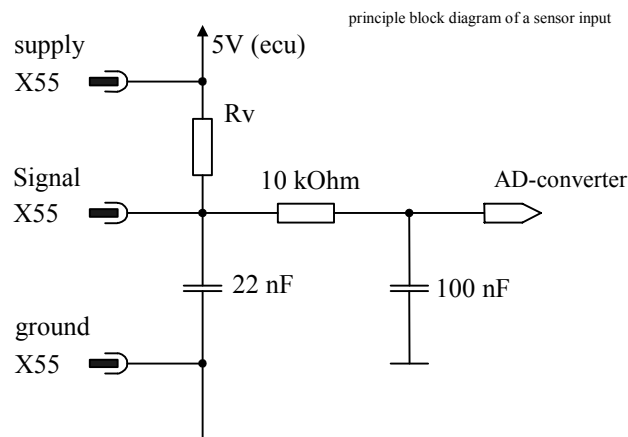 principle block diagram of a sensor input
supply
5V (ecu)
X55
Rv
Signal
10 kOhm
AD-converter
X55
22 nF
100 nF
ground
X55